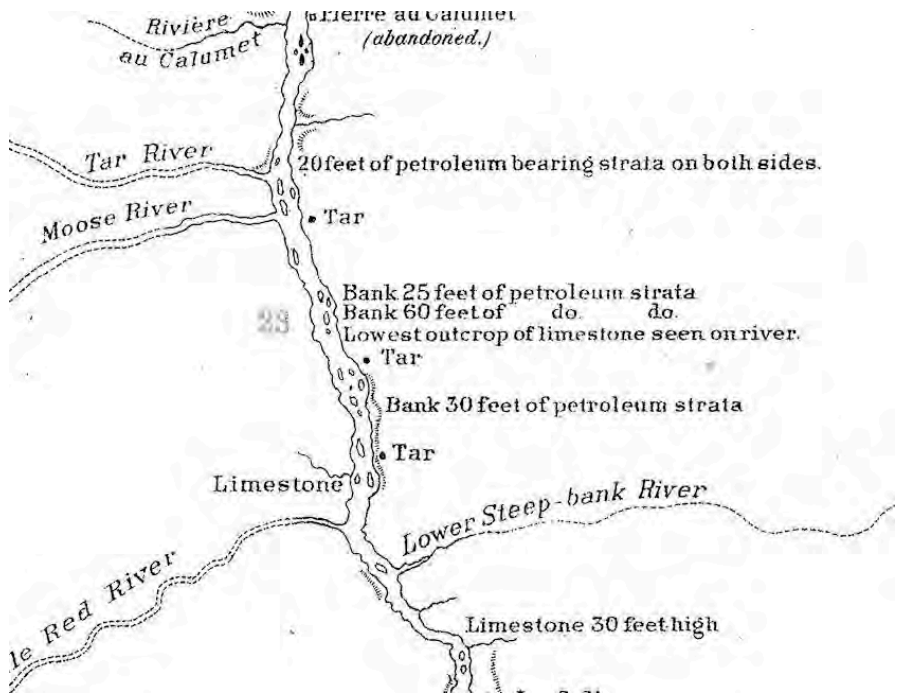 Pierre au Calumet
(abandoned.)
Rivière
au Calumet
Tar River
20 feet of petroleum bearing strata on both sides.
Moose River
Tar
Bank 25 feet of petroleum strata
Bank 60 feet of do. do.
23
Lowest outcrop of limestone seen on river.
Tar
Bank 30 feet of petroleum strata
Tar
Limestone
Lower Steep-bank River
le Red River
Limestone 30 feet high